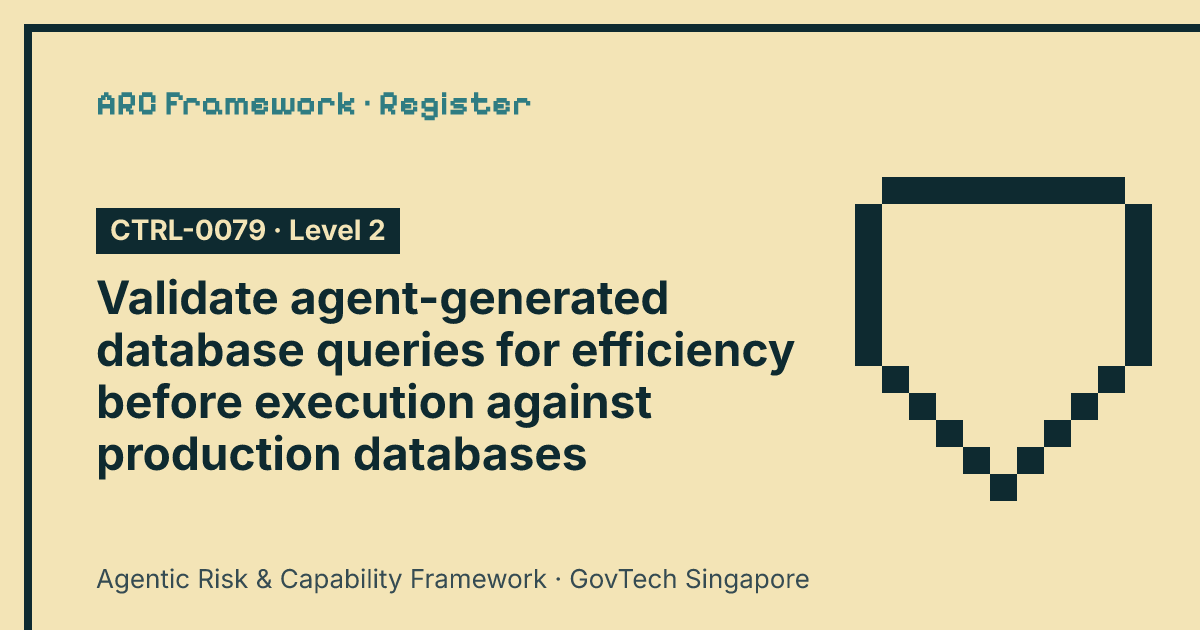 ARC Framework · Register
CTRL-0079 · Level 2
Validate agent-generated
database queries for efficiency
before execution against
production databases
Agentic Risk & Capability Framework · GovTech Singapore